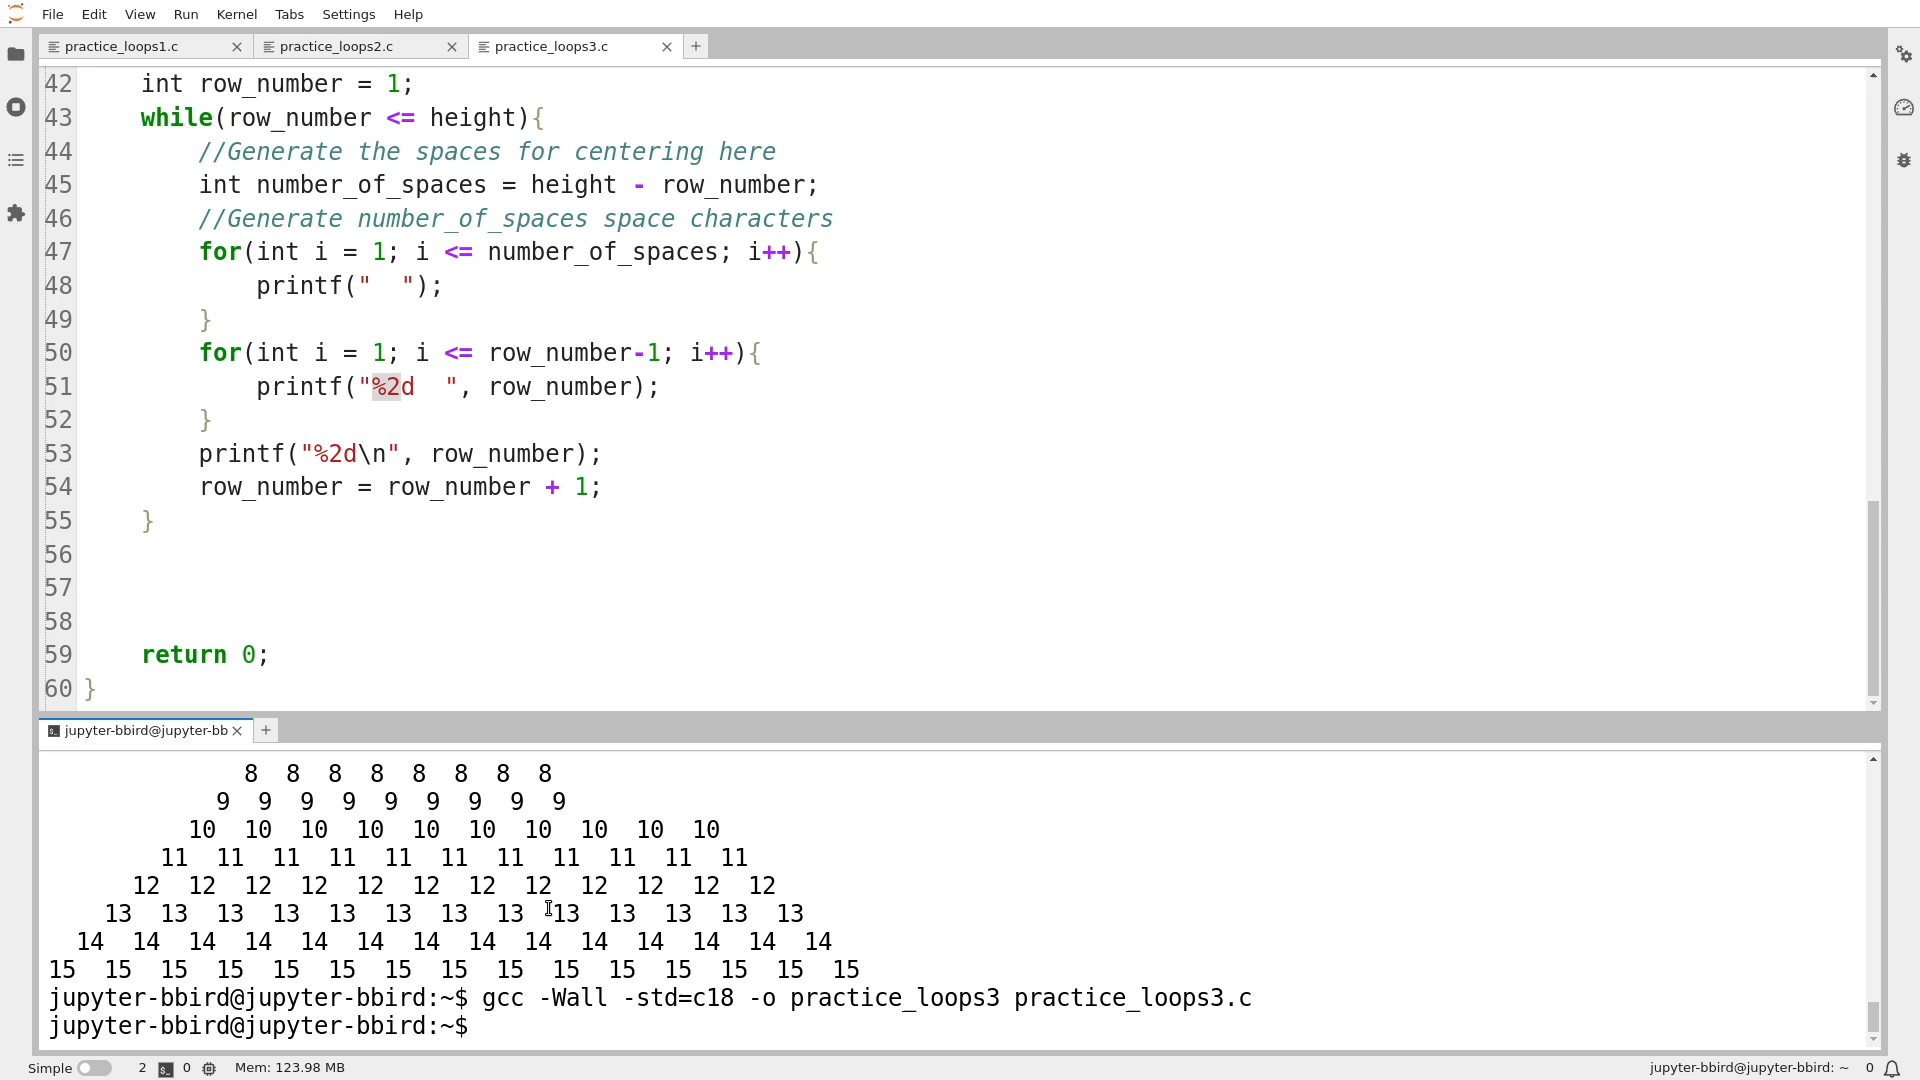 File Edit View Run Kernel Tabs Settings Help
practice_loops1.c practice_loops2.c practice_loops3.c
42 int row_number = 1;
43 while(row_number <= height){
44 //Generate the spaces for centering here
45 int number_of_spaces = height - row_number;
46 //Generate number_of_spaces space characters
47 for(int i = 1; i <= number_of_spaces; i++){
48 printf("  ");
49 }
50 for(int i = 1; i <= row_number-1; i++){
51 printf("%2d  ", row_number);
52 }
53 printf("%2d\n", row_number);
54 row_number = row_number + 1;
55 }
56
57
58
59 return 0;
60 }
jupyter-bbird@jupyter-bb
8 8 8 8 8 8 8 8
9 9 9 9 9 9 9 9 9
10 10 10 10 10 10 10 10 10 10
11 11 11 11 11 11 11 11 11 11 11
12 12 12 12 12 12 12 12 12 12 12 12
13 13 13 13 13 13 13 13 13 13 13 13 13
14 14 14 14 14 14 14 14 14 14 14 14 14 14
15 15 15 15 15 15 15 15 15 15 15 15 15 15 15
jupyter-bbird@jupyter-bbird:~$ gcc -Wall -std=c18 -o practice_loops3 practice_loops3.c
jupyter-bbird@jupyter-bbird:~$
Simple 2 0 Mem: 123.98 MB jupyter-bbird@jupyter-bbird: ~ 0